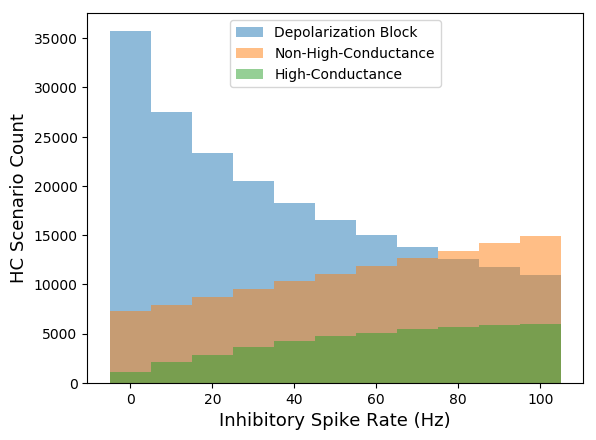 Depolarization Block
Non-High-Conductance
High-Conductance
HC Scenario Count
35000
30000
25000
20000
15000
10000
5000
0
0 20 40 60 80 100
Inhibitory Spike Rate (Hz)